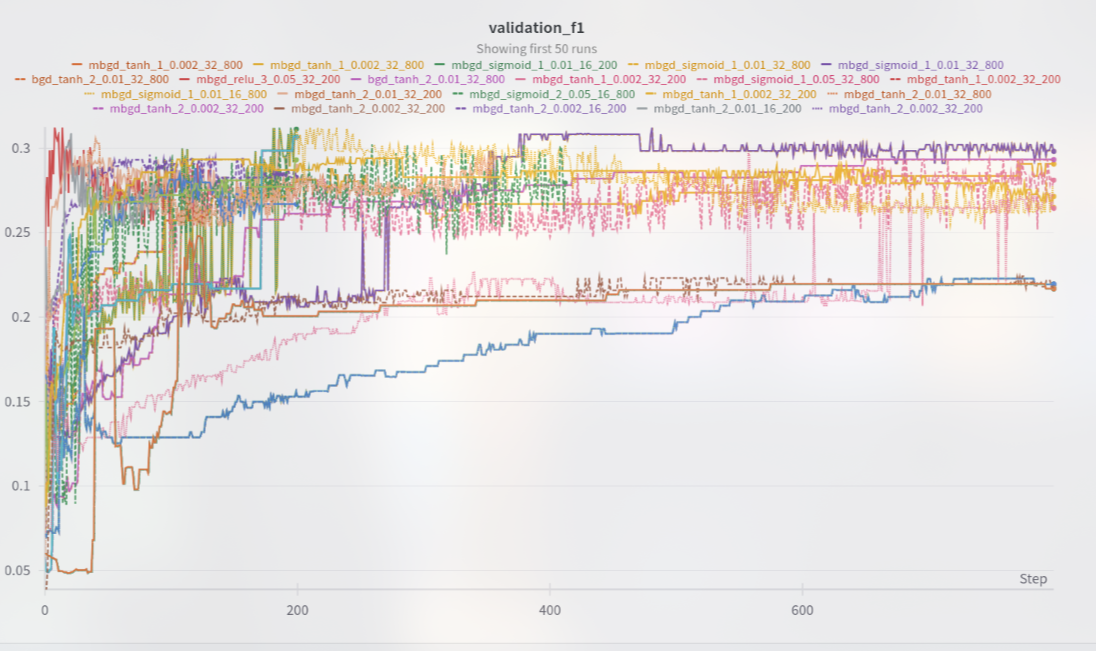 validation_f1
Showing first 50 runs
mbgd_tanh_1_0.002_32_800 mbgd_tanh_1_0.002_32_800 mbgd_sigmoid_1_0.01_16_200 mbgd_sigmoid_1_0.01_32_800 mbgd_sigmoid_1_0.01_32_800
bgd_tanh_2_0.01_32_800 mbgd_relu_3_0.05_32_200 bgd_tanh_2_0.01_32_800 mbgd_tanh_1_0.002_32_200 mbgd_sigmoid_1_0.05_32_800 mbgd_tanh_1_0.002_32_200
mbgd_sigmoid_1_0.01_16_800 mbgd_tanh_2_0.01_32_200 mbgd_sigmoid_2_0.05_16_800 mbgd_tanh_1_0.01_32_200 mbgd_tanh_2_0.01_32_800
mbgd_tanh_2_0.002_32_200 mbgd_tanh_2_0.002_32_200 mbgd_tanh_2_0.002_16_200 mbgd_tanh_2_0.01_16_200 mbgd_tanh_2_0.002_32_200
0.3
0.25
0.2
0.15
0.1
0.05
Step
0 200 400 600